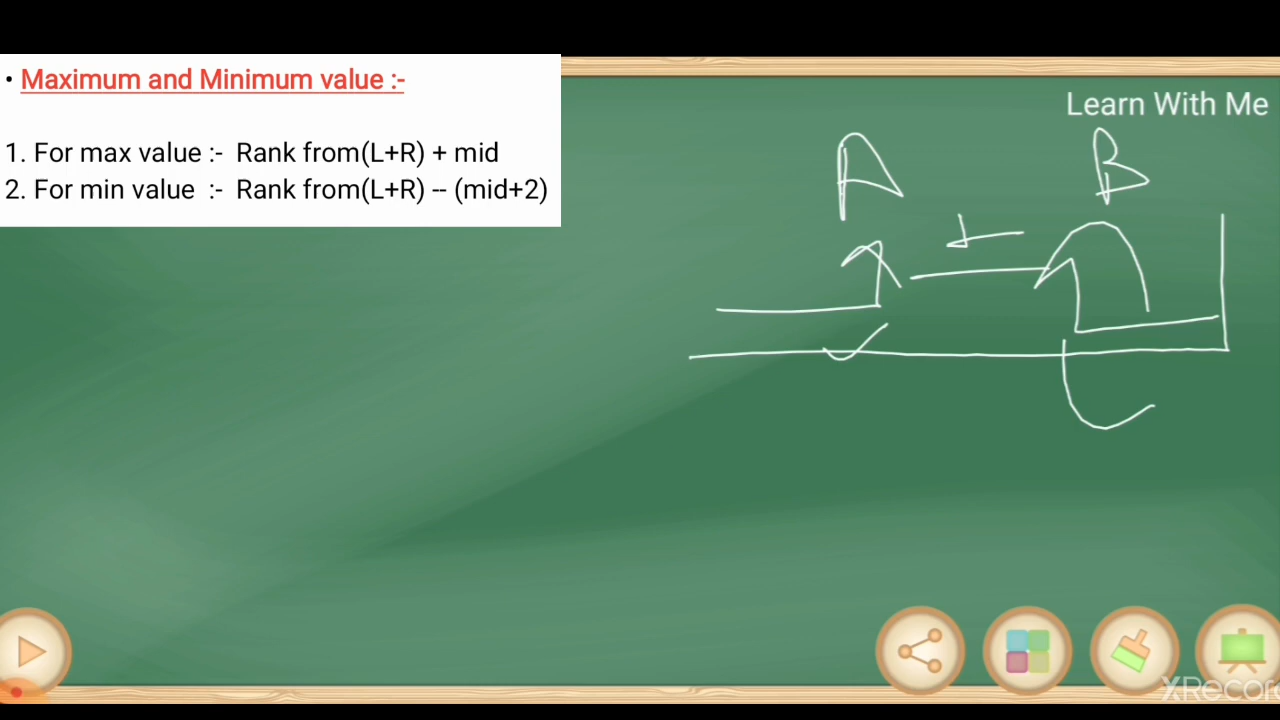 • Maximum and Minimum value :-
1. For max value :- Rank from(L+R) + mid
2. For min value :- Rank from(L+R) -- (mid+2)
Learn With Me
A B
+
XRecor